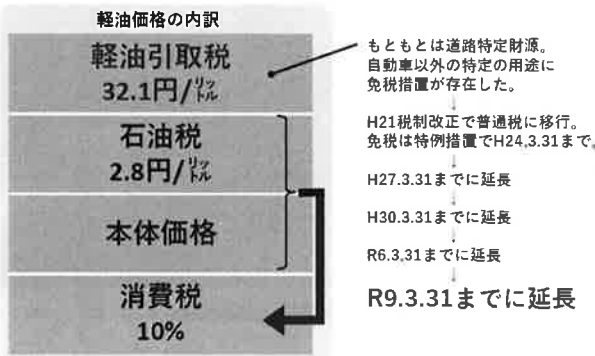 軽油価格の内訳
軽油引取税
32.1円/㍑
石油税
2.8円/㍑
本体価格
消費税
10%
もともとは道路特定財源。
自動車以外の特定の用途に
免税措置が存在した。
↓
H21税制改正で普通税に移行。
免税は特例措置でH24.3.31まで。
↓
H27.3.31までに延長
↓
H30.3.31までに延長
↓
R6.3.31までに延長
↓
R9.3.31までに延長